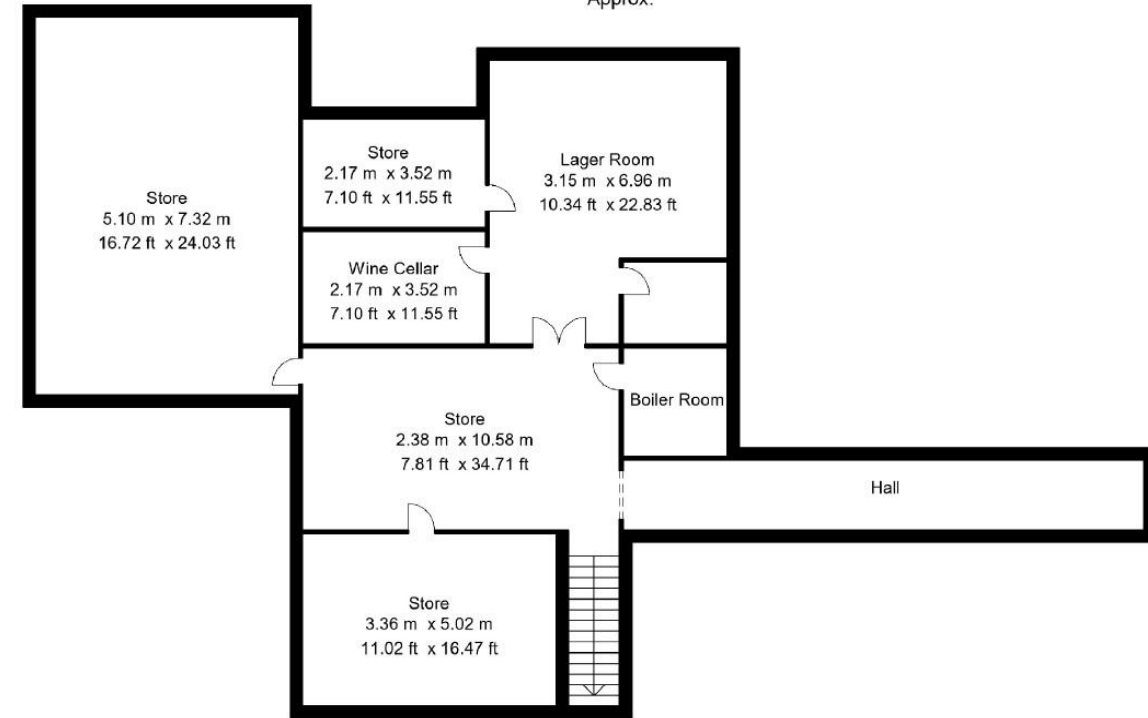 Approx.
Store
2.17 m x 3.52 m
7.10 ft x 11.55 ft
Lager Room
3.15 m x 6.96 m
10.34 ft x 22.83 ft
Store
5.10 m x 7.32 m
16.72 ft x 24.03 ft
Wine Cellar
2.17 m x 3.52 m
7.10 ft x 11.55 ft
Boiler Room
Store
2.38 m x 10.58 m
7.81 ft x 34.71 ft
Hall
Store
3.36 m x 5.02 m
11.02 ft x 16.47 ft